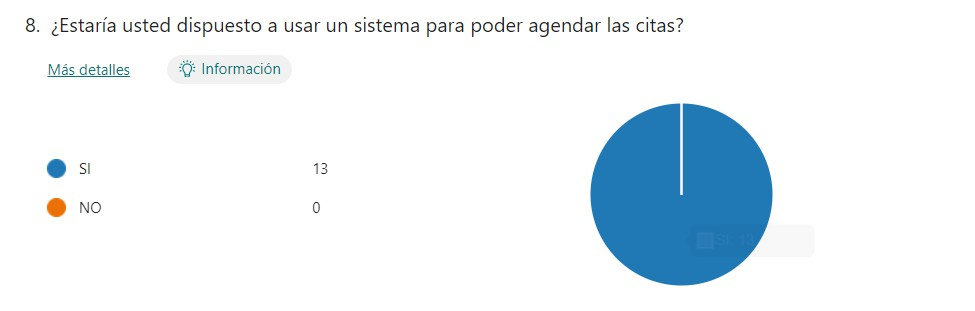 8. ¿Estaría usted dispuesto a usar un sistema para poder agendar las citas?
Más detalles
Información
SI 13
NO 0